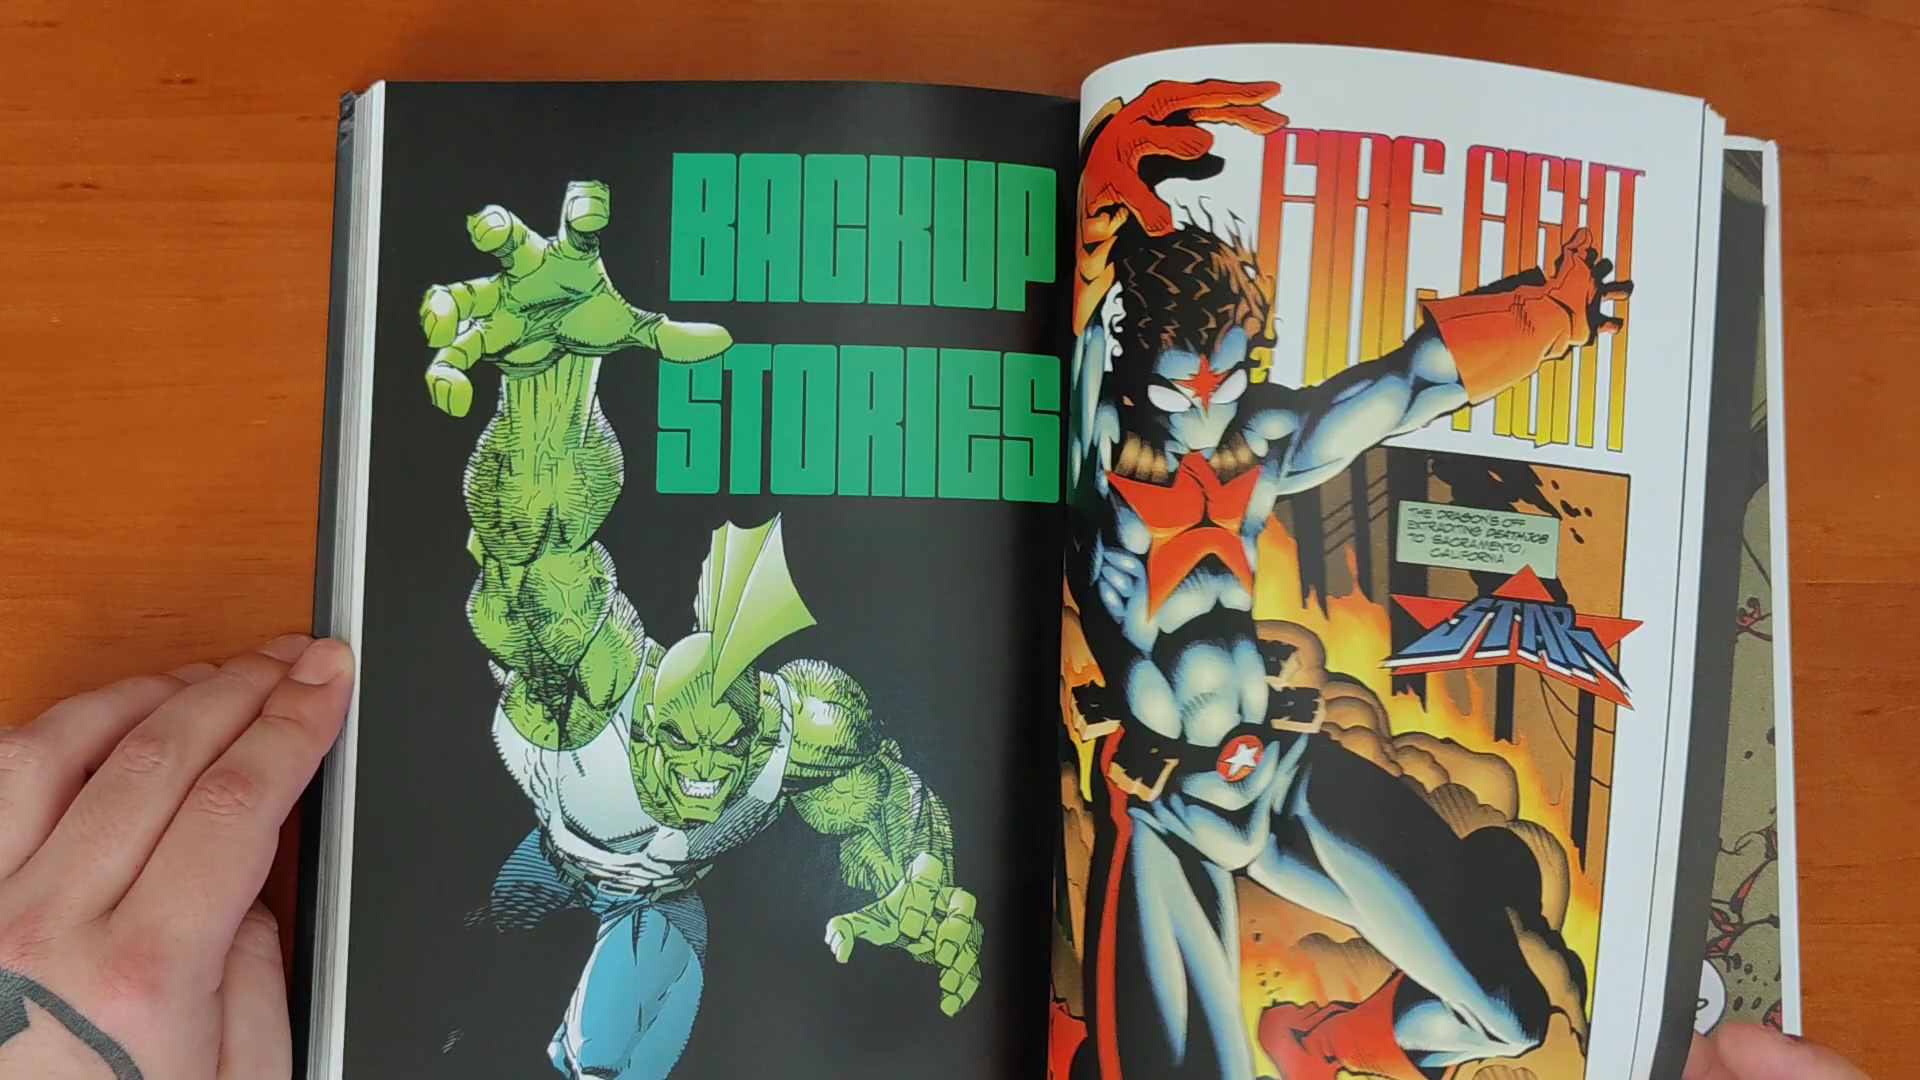 BACKUP
STORIES
FIRE FIGHT
THE DRAGON'S OFF
EXTRADITING DEATHJOB
TO SACRAMENTO,
CALIFORNIA.
STAR